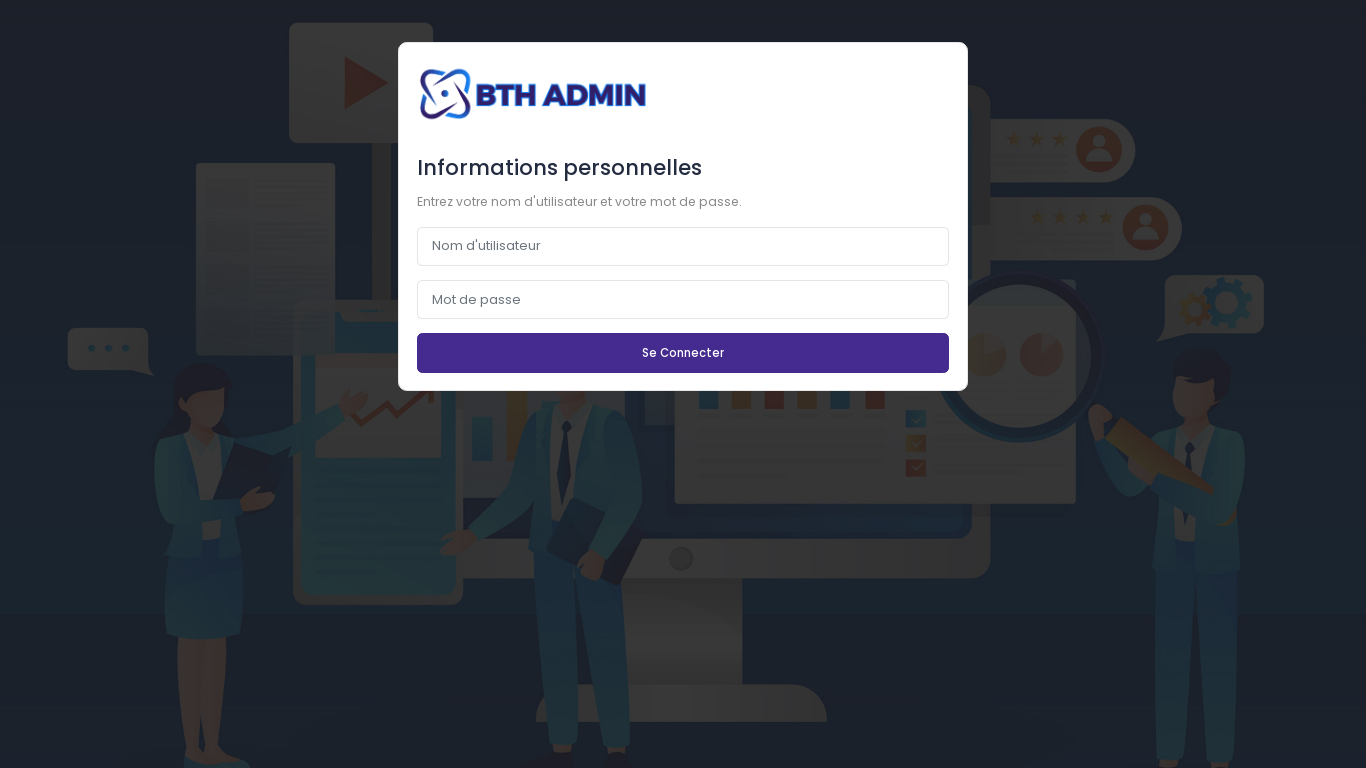 BTH ADMIN
Informations personnelles
Entrez votre nom d'utilisateur et votre mot de passe.
Nom d'utilisateur
Mot de passe
Se Connecter